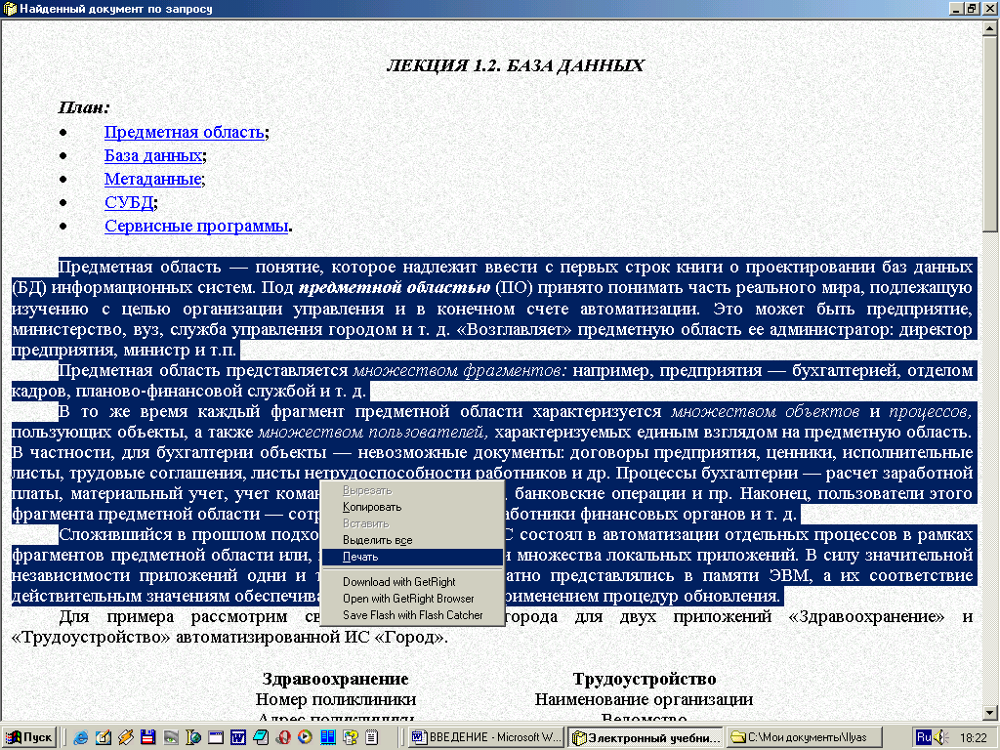 Найденный документ по запросу
ЛЕКЦИЯ 1.2. БАЗА ДАННЫХ
План:
• Предметная область;
• База данных;
• Метаданные;
• СУБД;
• Сервисные программы.
Предметная область — понятие, которое надлежит ввести с первых строк книги о проектировании баз данных
(БД) информационных систем. Под предметной областью (ПО) принято понимать часть реального мира, подлежащую
изучению с целью организации управления и в конечном счете автоматизации. Это может быть предприятие,
министерство, вуз, служба управления городом и т. д. «Возглавляет» предметную область ее администратор: директор
предприятия, министр и т.п.
Предметная область представляется множеством фрагментов: например, предприятия — бухгалтерией, отделом
кадров, планово-финансовой службой и т. д.
В то же время каждый фрагмент предметной области характеризуется множеством объектов и процессов,
пользующих объекты, а также множеством пользователей, характеризуемых единым взглядом на предметную область.
В частности, для бухгалтерии объекты — невозможные документы: договоры предприятия, ценники, исполнительные
листы, трудовые соглашения, листы нетрудоспособности работников и др. Процессы бухгалтерии — расчет заработной
платы, материальный учет, учет кома , банковские операции и пр. Наконец, пользователи этого
фрагмента предметной области — сотр аботники финансовых органов и т. д.
Сложившийся в прошлом подхо С состоял в автоматизации отдельных процессов в рамках
фрагментов предметной области или, и множества локальных приложений. В силу значительной
независимости приложений одни и т атно представлялись в памяти ЭВМ, а их соответствие
действительным значениям обеспечива рименением процедур обновления.
Для примера рассмотрим св орода для двух приложений «Здравоохранение» и
«Трудоустройство» автоматизированной ИС «Город».
Вырезать
Копировать
Вставить
Выделить все
Печать
Download with GetRight
Open with GetRight Browser
Save Flash with Flash Catcher
Здравоохранение Трудоустройство
Номер поликлиники Наименование организации
Адрес поликлиники Ведомство
Пуск ВВЕДЕНИЕ - Microsoft W... Электронный учебни... C:\Мои документы\Ilyas Ru 18:22